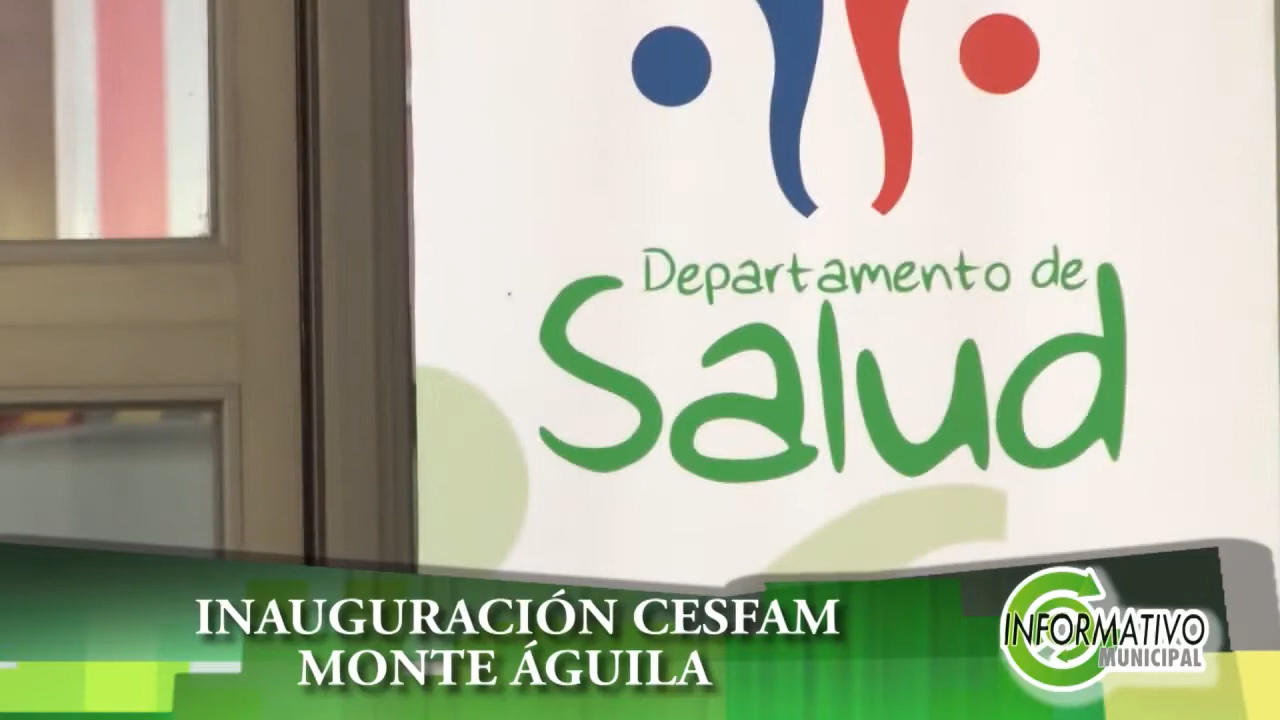 Departamento de
Salud
INAUGURACIÓN CESFAM
MONTE ÁGUILA
INFORMATIVO
MUNICIPAL